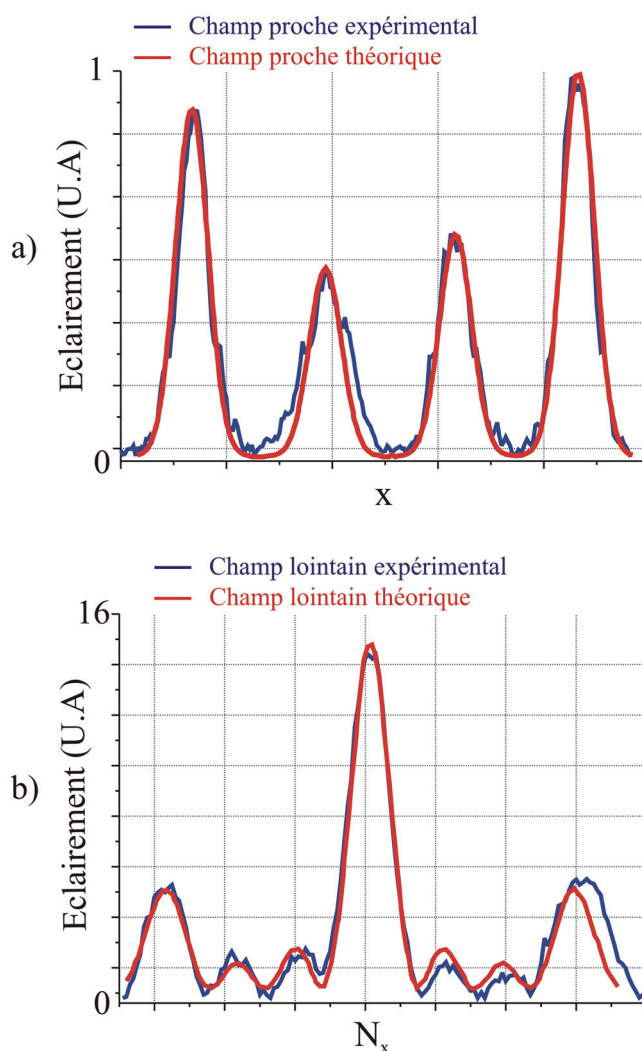 Champ proche expérimental
Champ proche théorique
1
a)
Eclairement (U.A)
0
x
Champ lointain expérimental
Champ lointain théorique
16
b)
Eclairement (U.A)
0
Nx